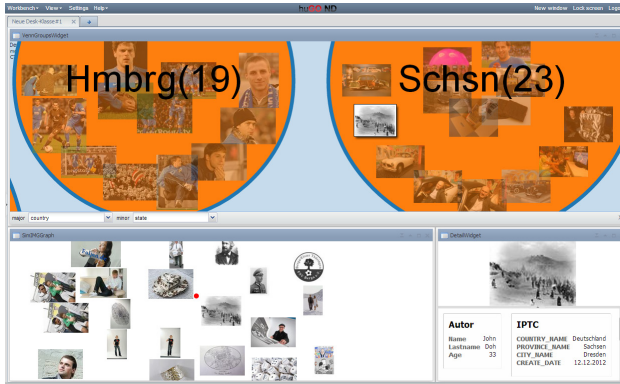 Workbench View Settings Help
huGO ND
New window Lock screen
Neue Desk-Klasse #1
Hmbrg(19)
Schsn(23)
major country minor state
SimIMGGraph
DetailWidget
Autor
Name John
Lastname Doh
Age 33
IPTC
COUNTRY_NAME Deutschland
PROVINCE_NAME Sachsen
CITY_NAME Dresden
CREATE_DATE 12.12.2012